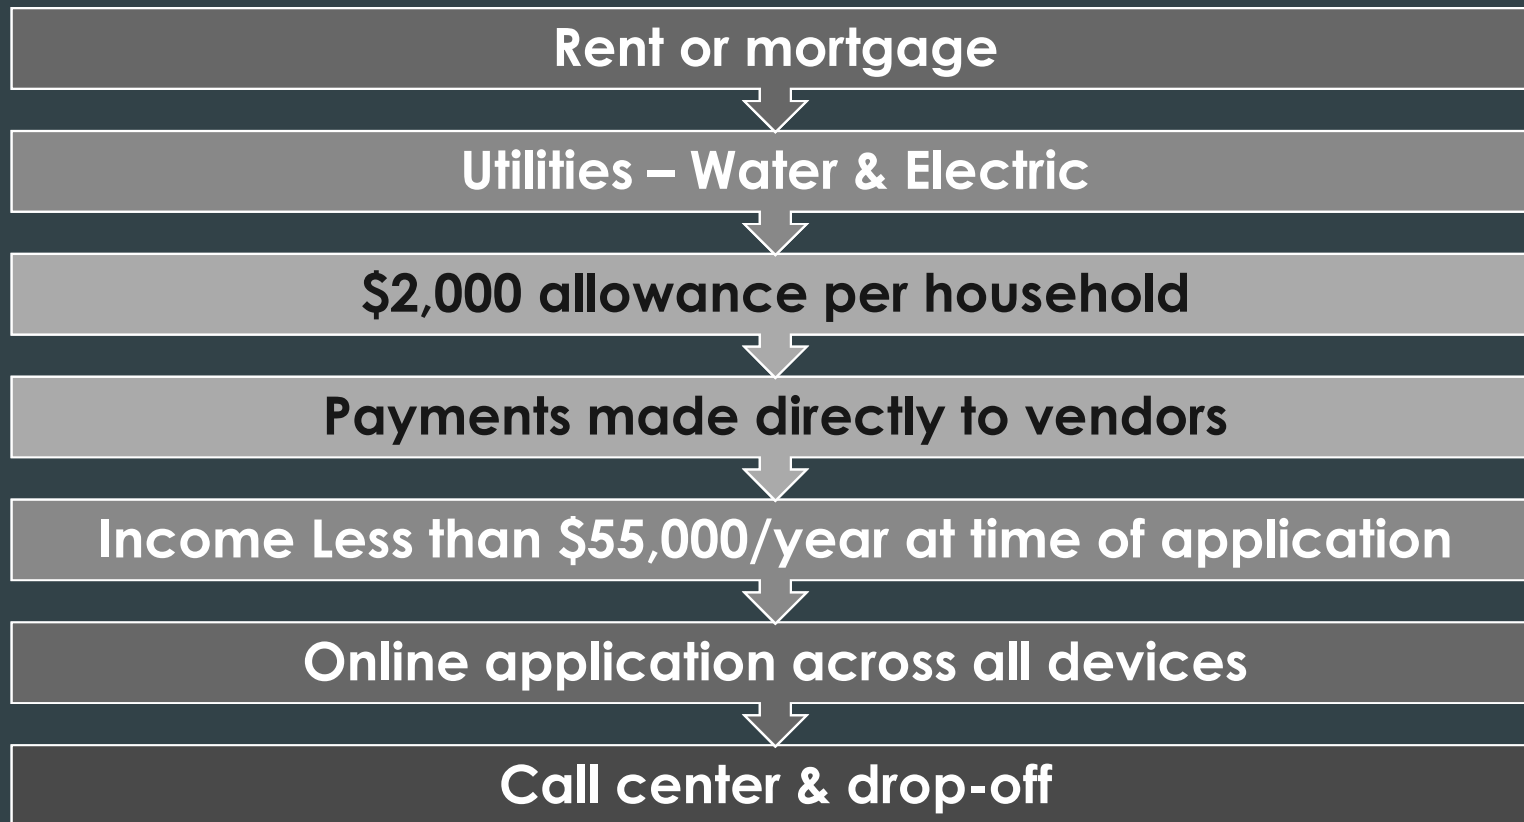 Rent or mortgage
Utilities – Water & Electric
$2,000 allowance per household
Payments made directly to vendors
Income Less than $55,000/year at time of application
Online application across all devices
Call center & drop-off